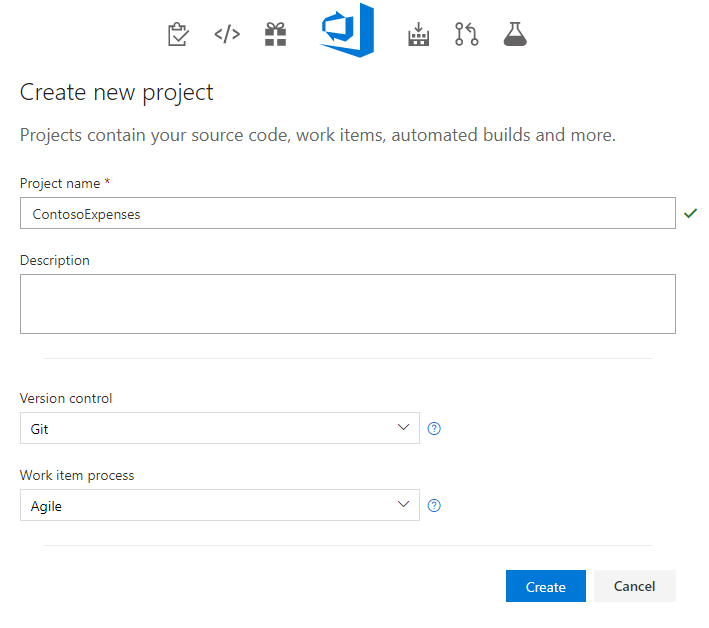 Create new project
Projects contain your source code, work items, automated builds and more.
Project name *
ContosoExpenses
Description
Version control
Git
Work item process
Agile
Create
Cancel